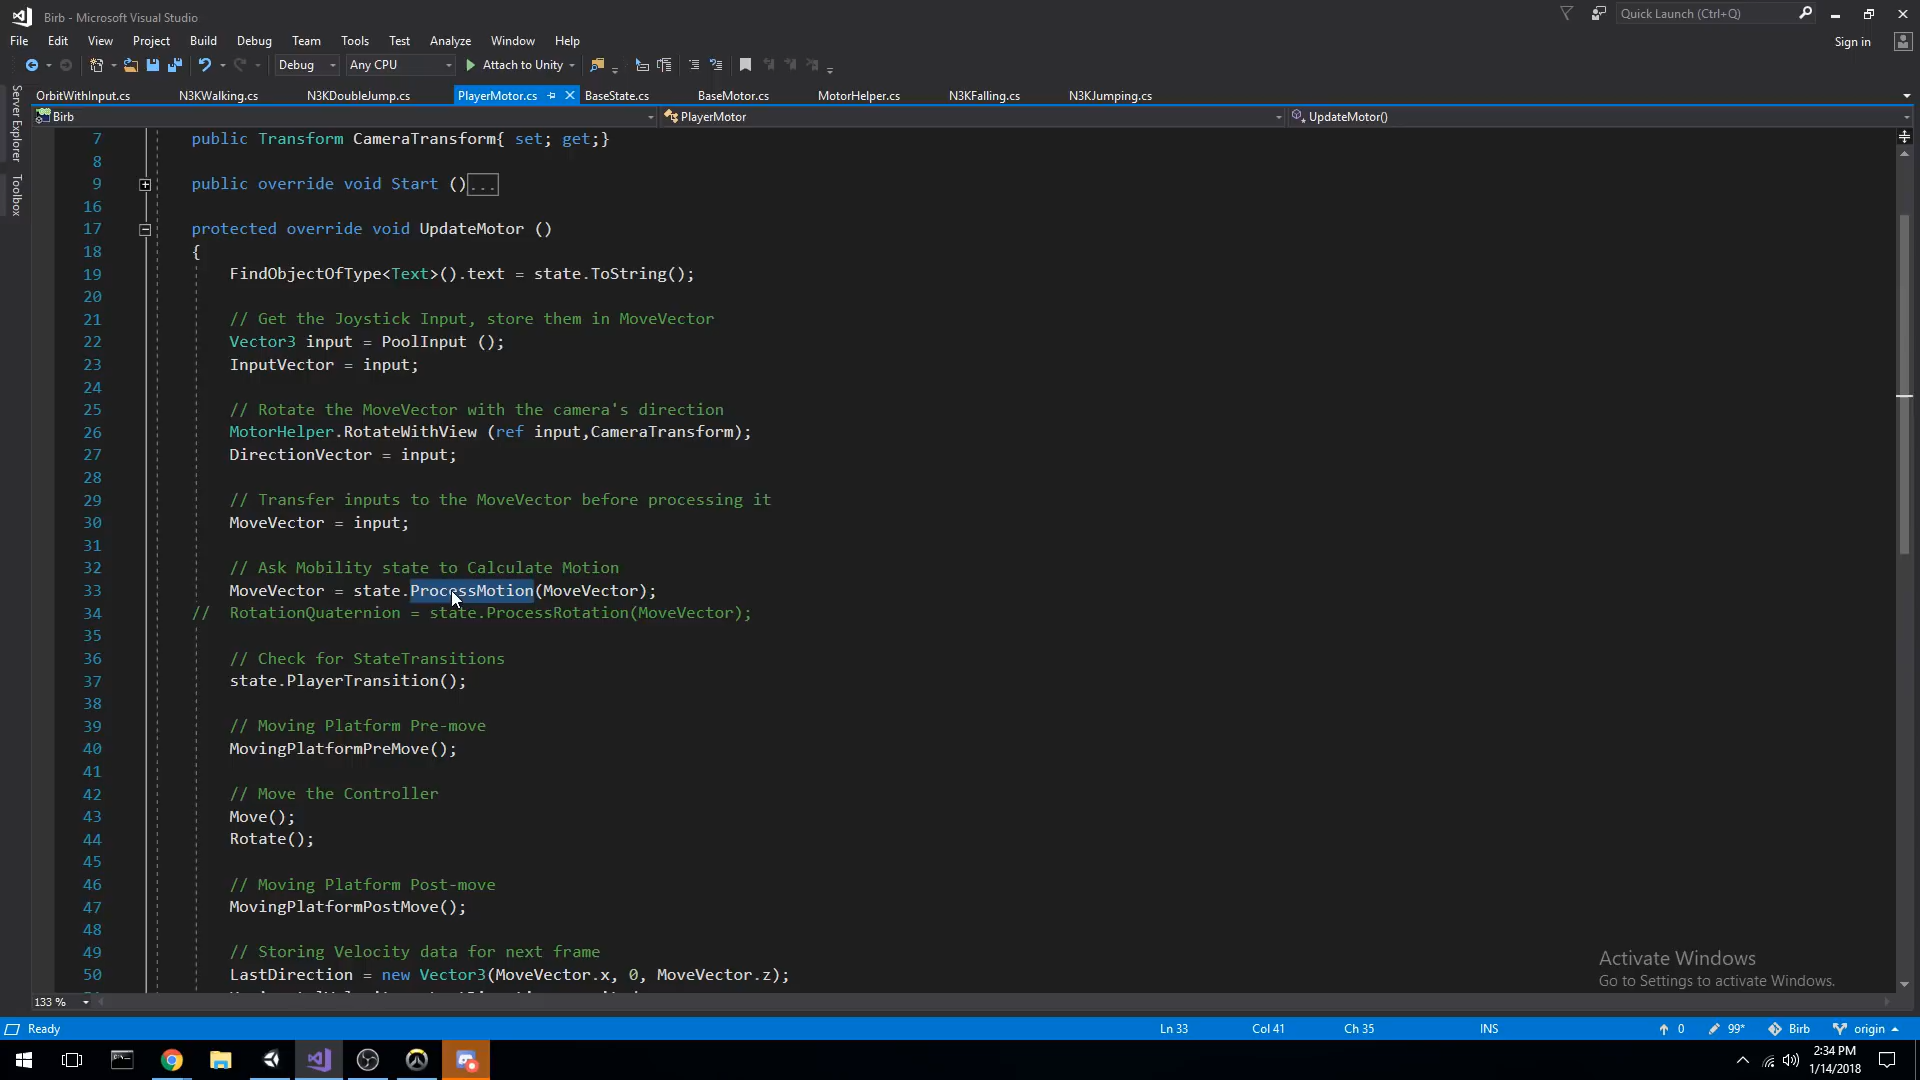 Birb - Microsoft Visual Studio
Quick Launch (Ctrl+Q)
File Edit View Project Build Debug Team Tools Test Analyze Window Help
Sign in
Debug Any CPU Attach to Unity
OrbitWithInput.cs N3KWalking.cs N3KDoubleJump.cs PlayerMotor.cs BaseState.cs BaseMotor.cs MotorHelper.cs N3KFalling.cs N3KJumping.cs
Birb PlayerMotor UpdateMotor()
Server Explorer
Toolbox
7 public Transform CameraTransform{ set; get;}
8
9 public override void Start ()...
16
17 protected override void UpdateMotor ()
18 {
19 FindObjectOfType<Text>().text = state.ToString();
20
21 // Get the Joystick Input, store them in MoveVector
22 Vector3 input = PoolInput ();
23 InputVector = input;
24
25 // Rotate the MoveVector with the camera's direction
26 MotorHelper.RotateWithView (ref input,CameraTransform);
27 DirectionVector = input;
28
29 // Transfer inputs to the MoveVector before processing it
30 MoveVector = input;
31
32 // Ask Mobility state to Calculate Motion
33 MoveVector = state.ProcessMotion(MoveVector);
34 // RotationQuaternion = state.ProcessRotation(MoveVector);
35
36 // Check for StateTransitions
37 state.PlayerTransition();
38
39 // Moving Platform Pre-move
40 MovingPlatformPreMove();
41
42 // Move the Controller
43 Move();
44 Rotate();
45
46 // Moving Platform Post-move
47 MovingPlatformPostMove();
48
49 // Storing Velocity data for next frame
50 LastDirection = new Vector3(MoveVector.x, 0, MoveVector.z);
Activate Windows
Go to Settings to activate Windows.
133 %
Ready Ln 33 Col 41 Ch 35 INS 0 99* Birb origin
2:34 PM
1/14/2018